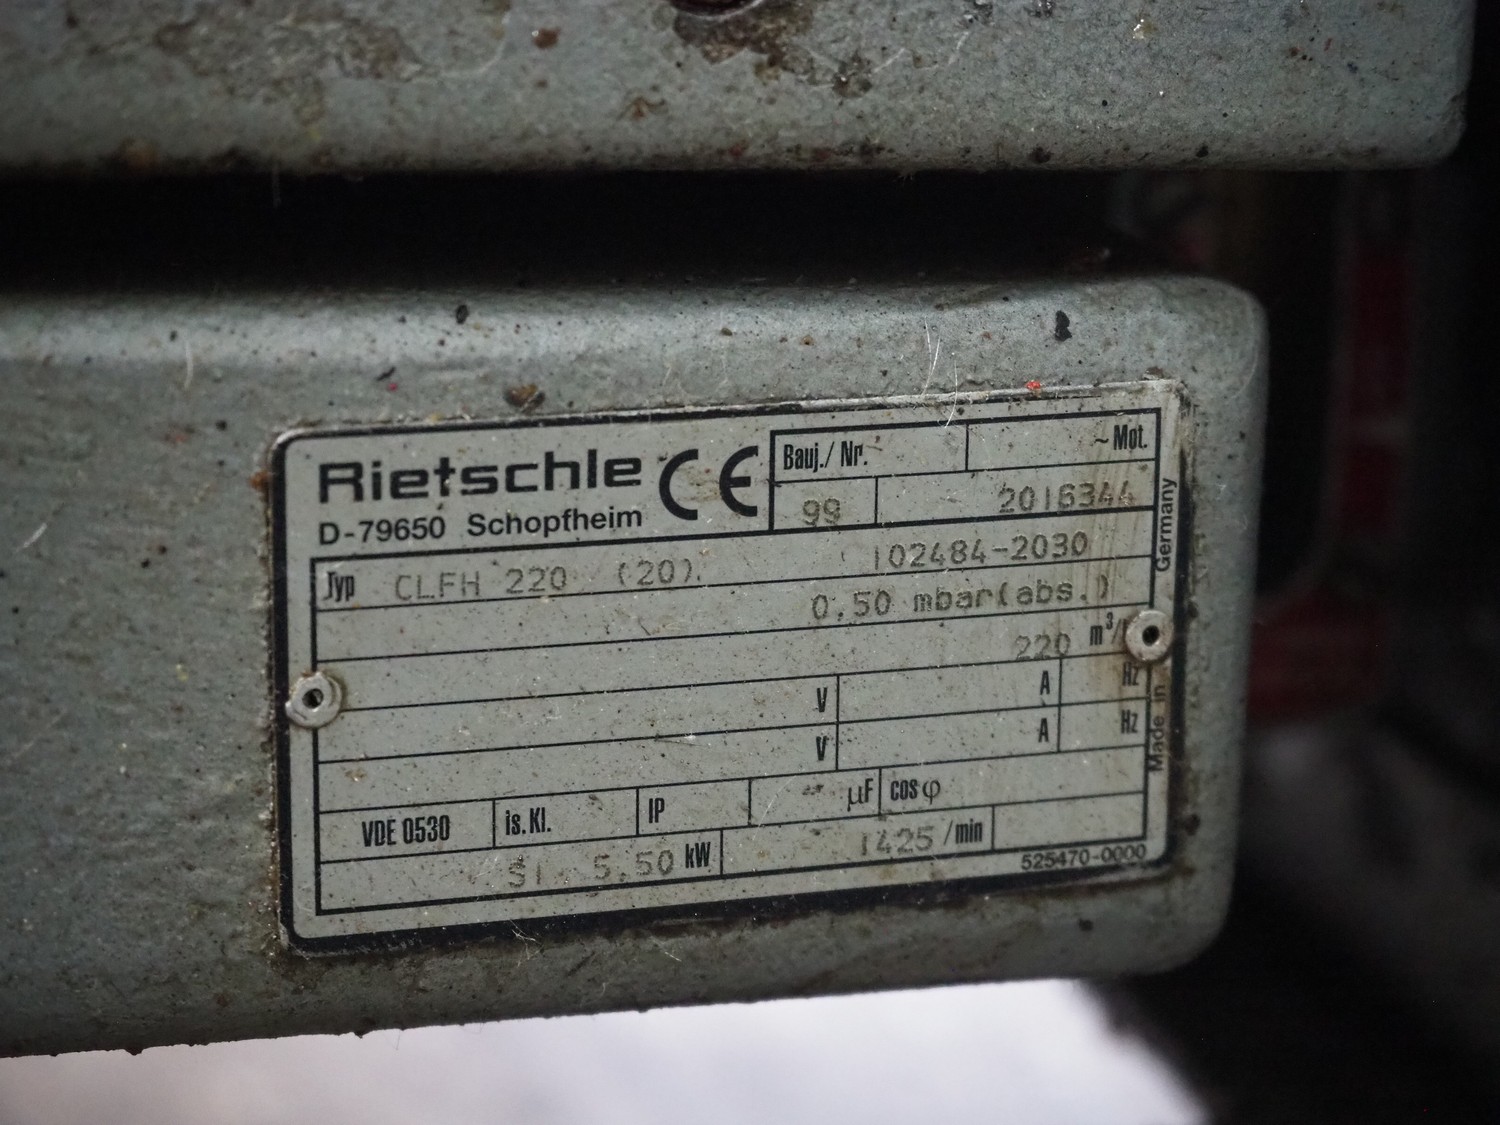 Rietschle CE
D-79650 Schopfheim
Bauj./ Nr. ~Mot.
99 2016344
Typ CLFH 220 (20) 102484-2030
0.50 mbar(abs.)
220 m³/
V A Hz
V A Hz
VDE 0530 is. Kl. IP µF cos φ
S1 5,50 kW 1425 /min
525470-0000
Made in Germany